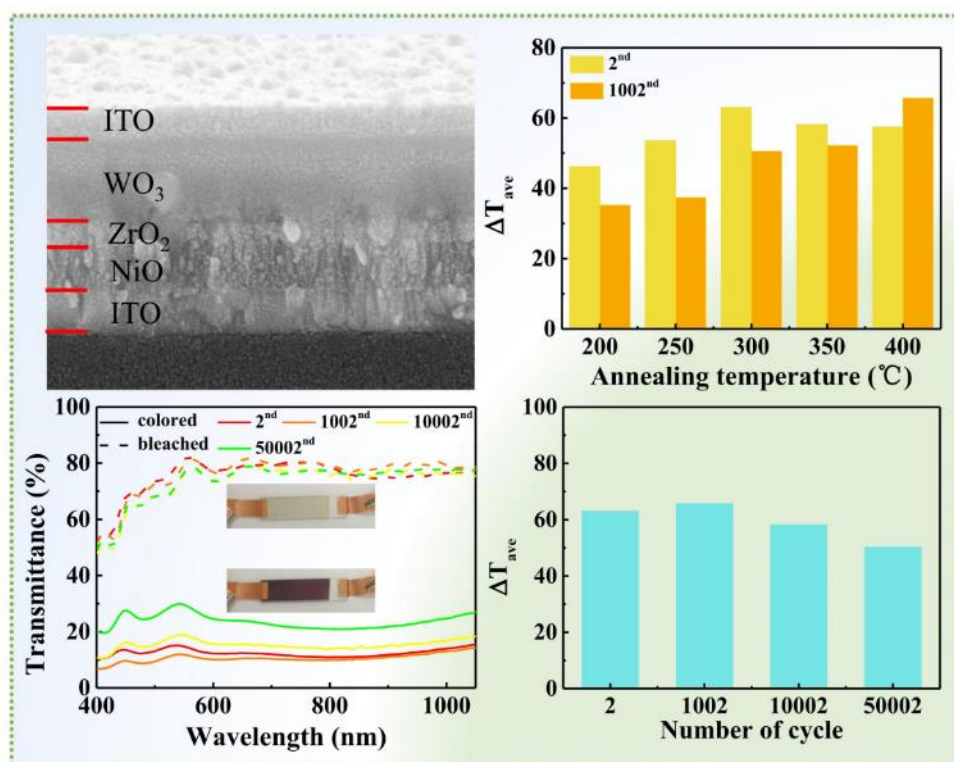 ITO
WO₃
ZrO₂
NiO
ITO
80
60
40
20
0
ΔT_ave
2ⁿᵈ
1002ⁿᵈ
200 250 300 350 400
Annealing temperature (℃)
100
80
60
40
20
0
Transmittance (%)
colored 2ⁿᵈ 1002ⁿᵈ 10002ⁿᵈ
bleached 50002ⁿᵈ
400 600 800 1000
Wavelength (nm)
100
80
60
40
20
0
ΔT_ave
2 1002 10002 50002
Number of cycle